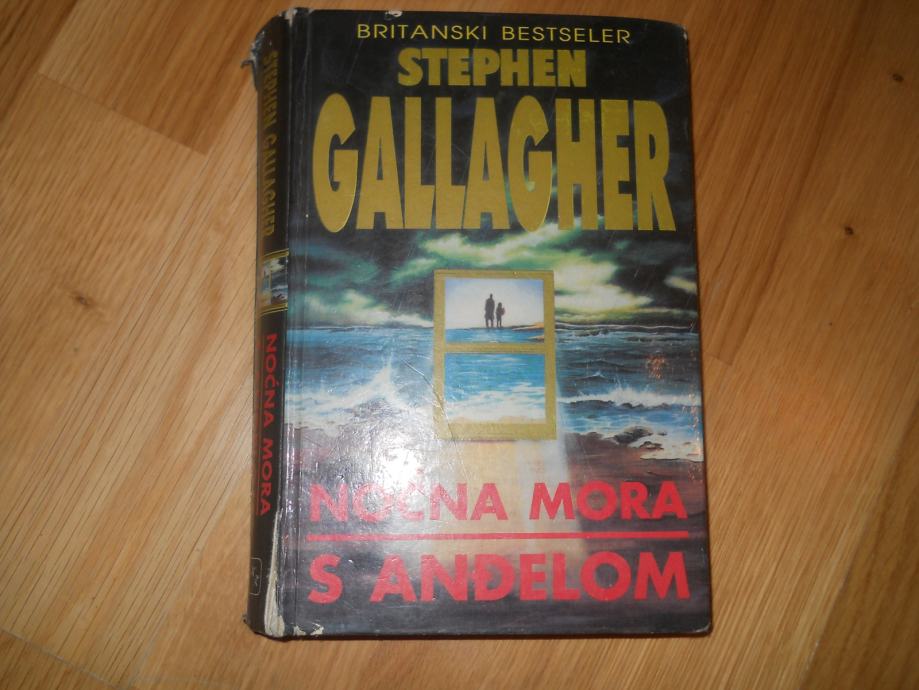 BRITANSKI BESTSELER
STEPHEN
GALLAGHER
NOĆNA MORA
S ANĐELOM
STEPHEN GALLAGHER
NOĆNA MORA